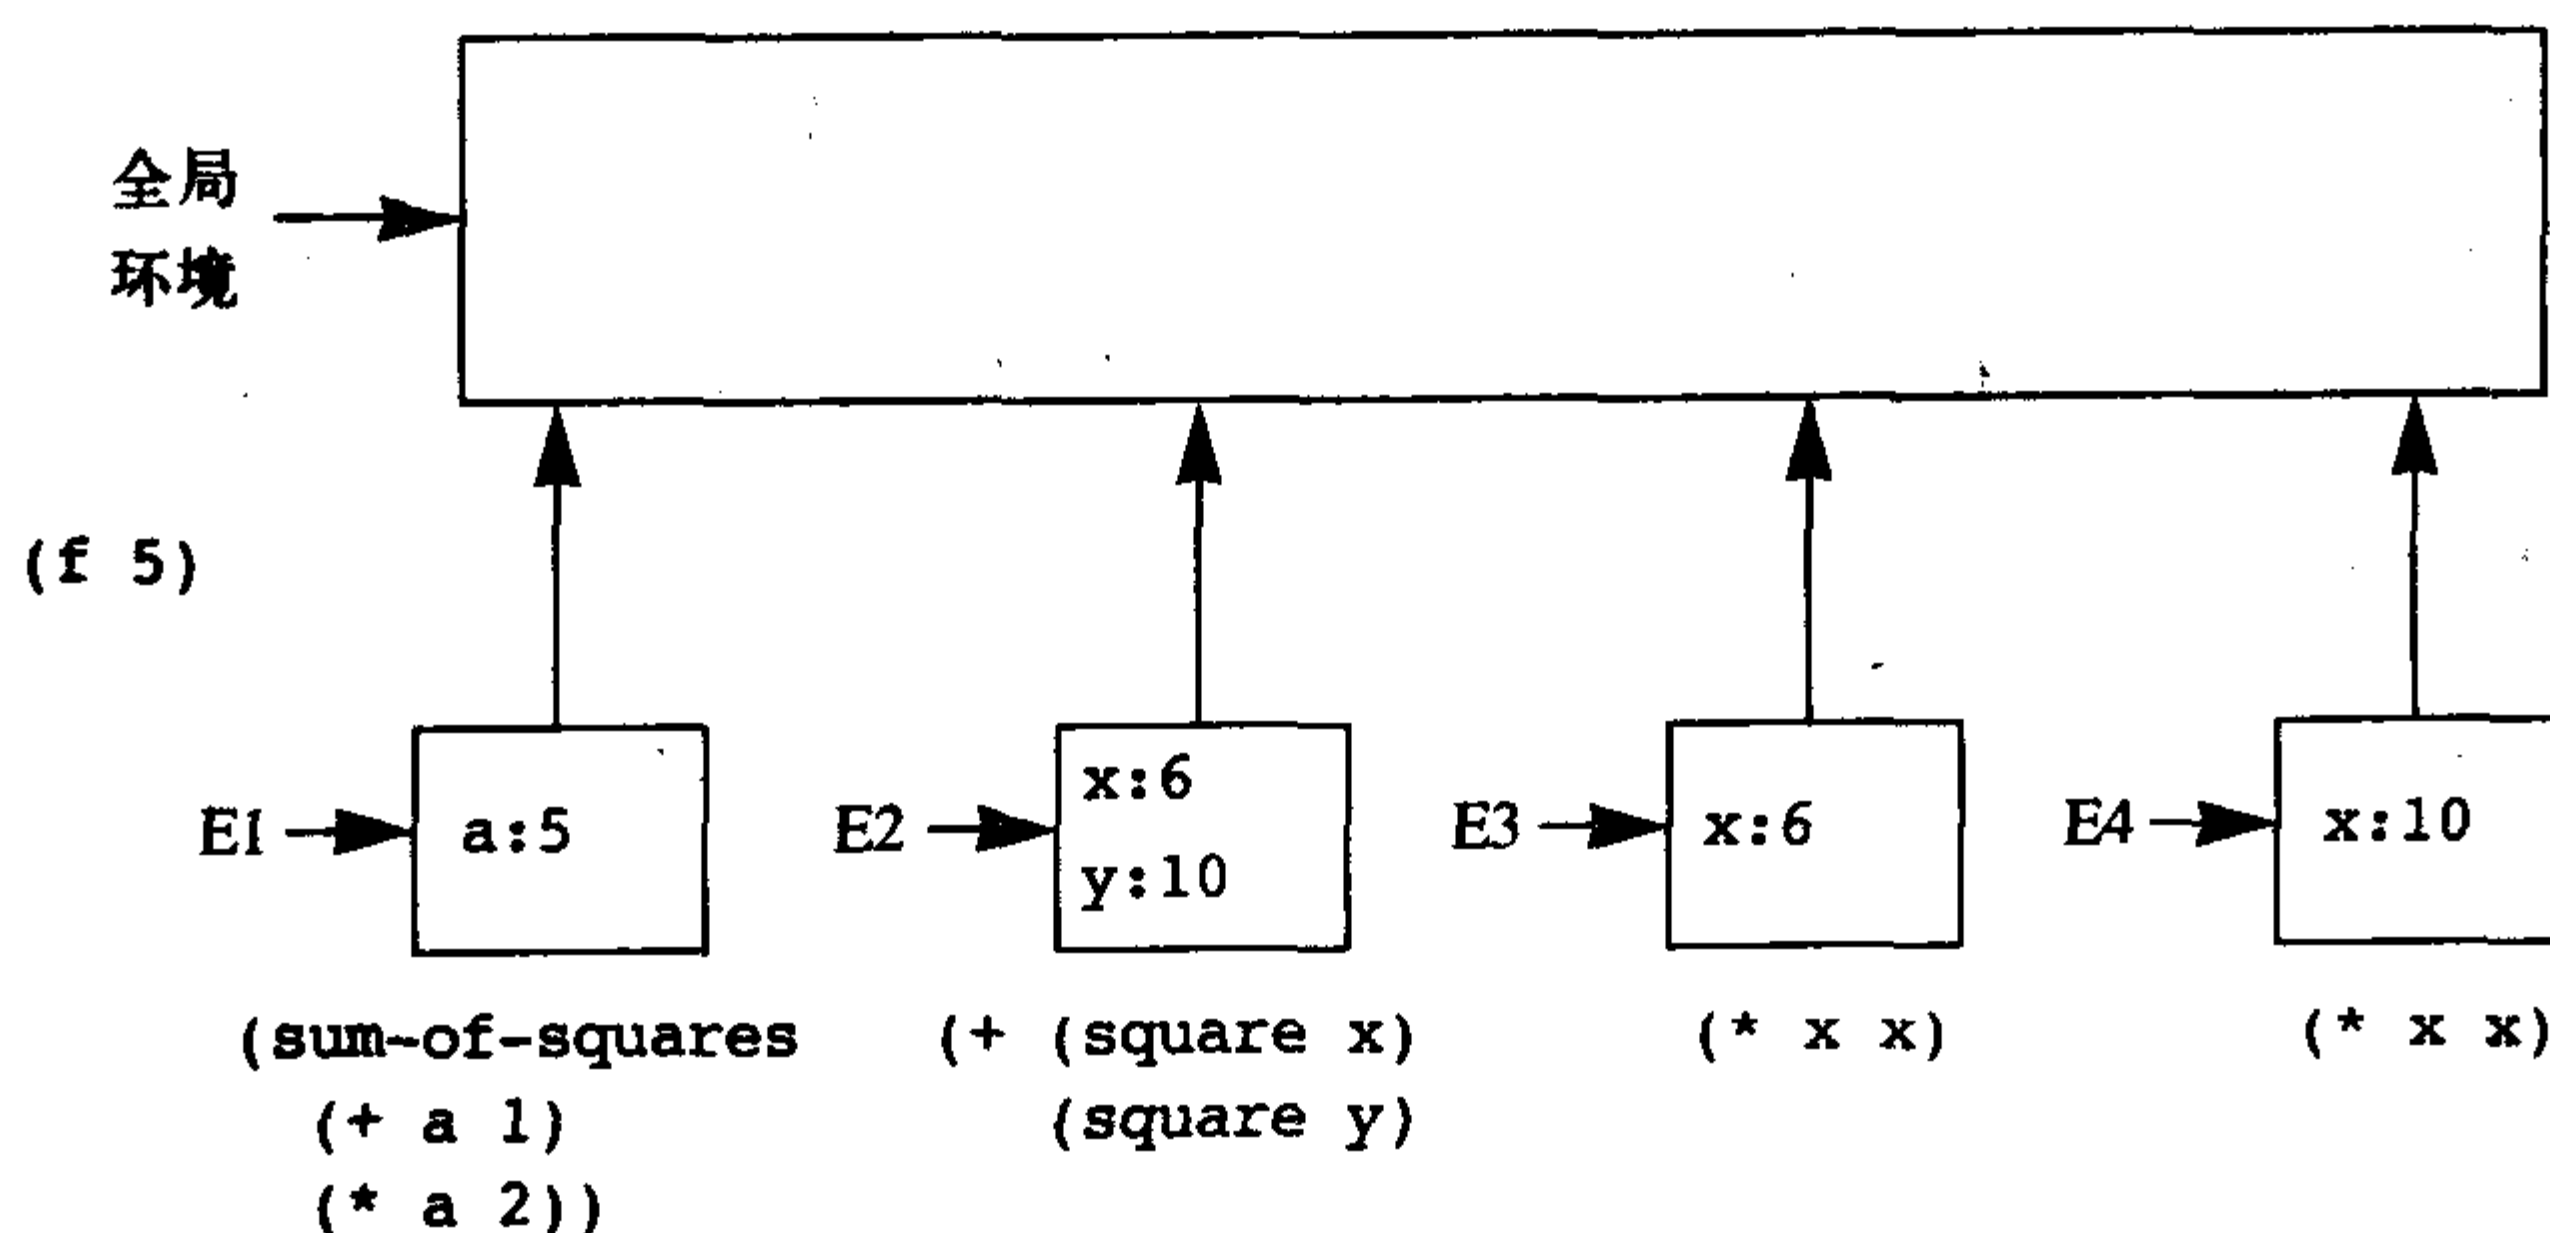 全局
环境
(f 5)
E1
a:5
E2
x:6
y:10
E3
x:6
E4
x:10
(sum-of-squares
(+ a 1)
(* a 2))
(+ (square x)
(square y)
(* x x)
(* x x)